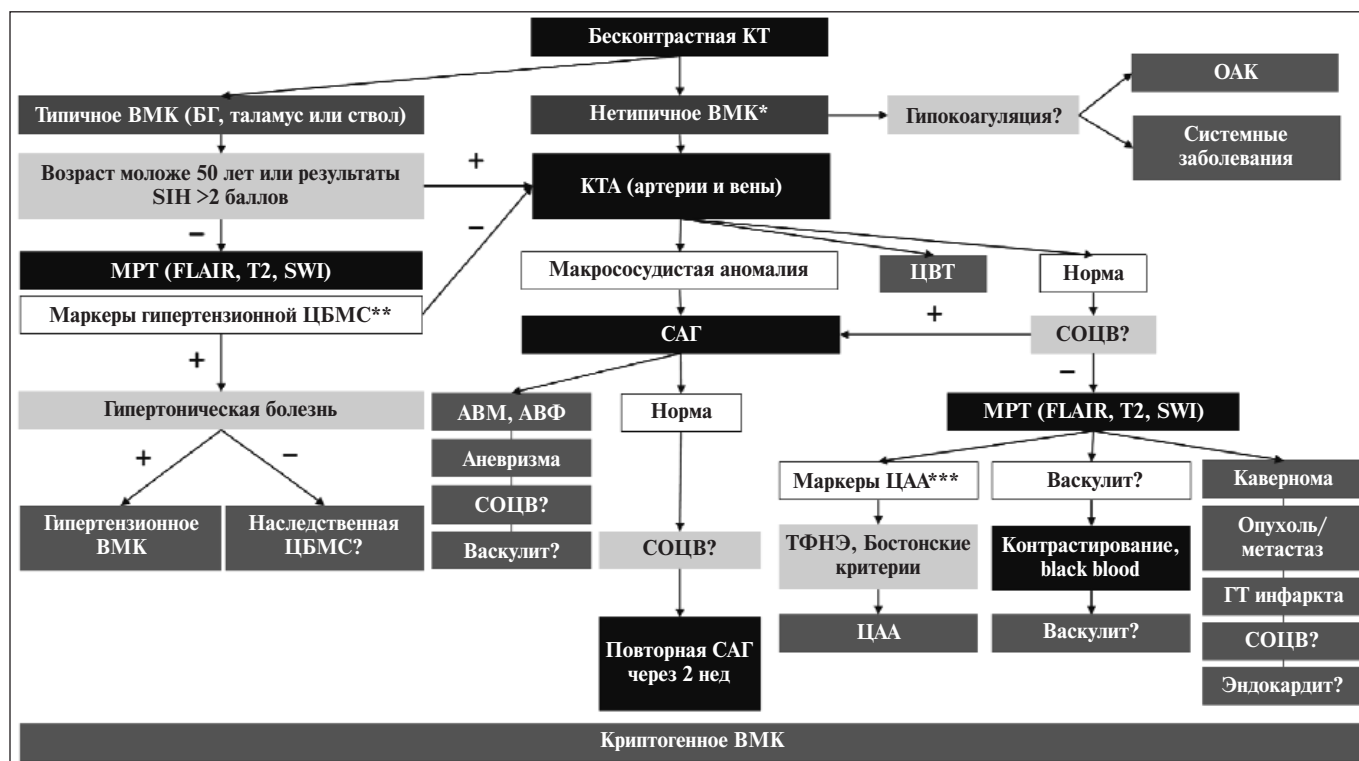 Бесконтрастная КТ
Типичное ВМК (БГ, таламус или ствол)
Нетипичное ВМК*
Гипокоагуляция?
ОАК
Системные
заболевания
Возраст моложе 50 лет или результаты
SIH >2 баллов
+
КТА (артерии и вены)
–
–
МРТ (FLAIR, T2, SWI)
Маркеры гипертензионной ЦБМС**
Макрососудистая аномалия
ЦВТ
Норма
+
САГ
СОЦВ?
+
–
Гипертоническая болезнь
АВМ, АВФ
Норма
МРТ (FLAIR, T2, SWI)
+
–
Аневризма
Маркеры ЦАА***
Васкулит?
Кавернома
Гипертензионное
ВМК
Наследственная
ЦБМС?
СОЦВ?
Васкулит?
СОЦВ?
ТФНЭ, Бостонские
критерии
Контрастирование,
black blood
Опухоль/
метастаз
ГТ инфаркта
Повторная САГ
через 2 нед
ЦАА
Васкулит?
СОЦВ?
Эндокардит?
Криптогенное ВМК